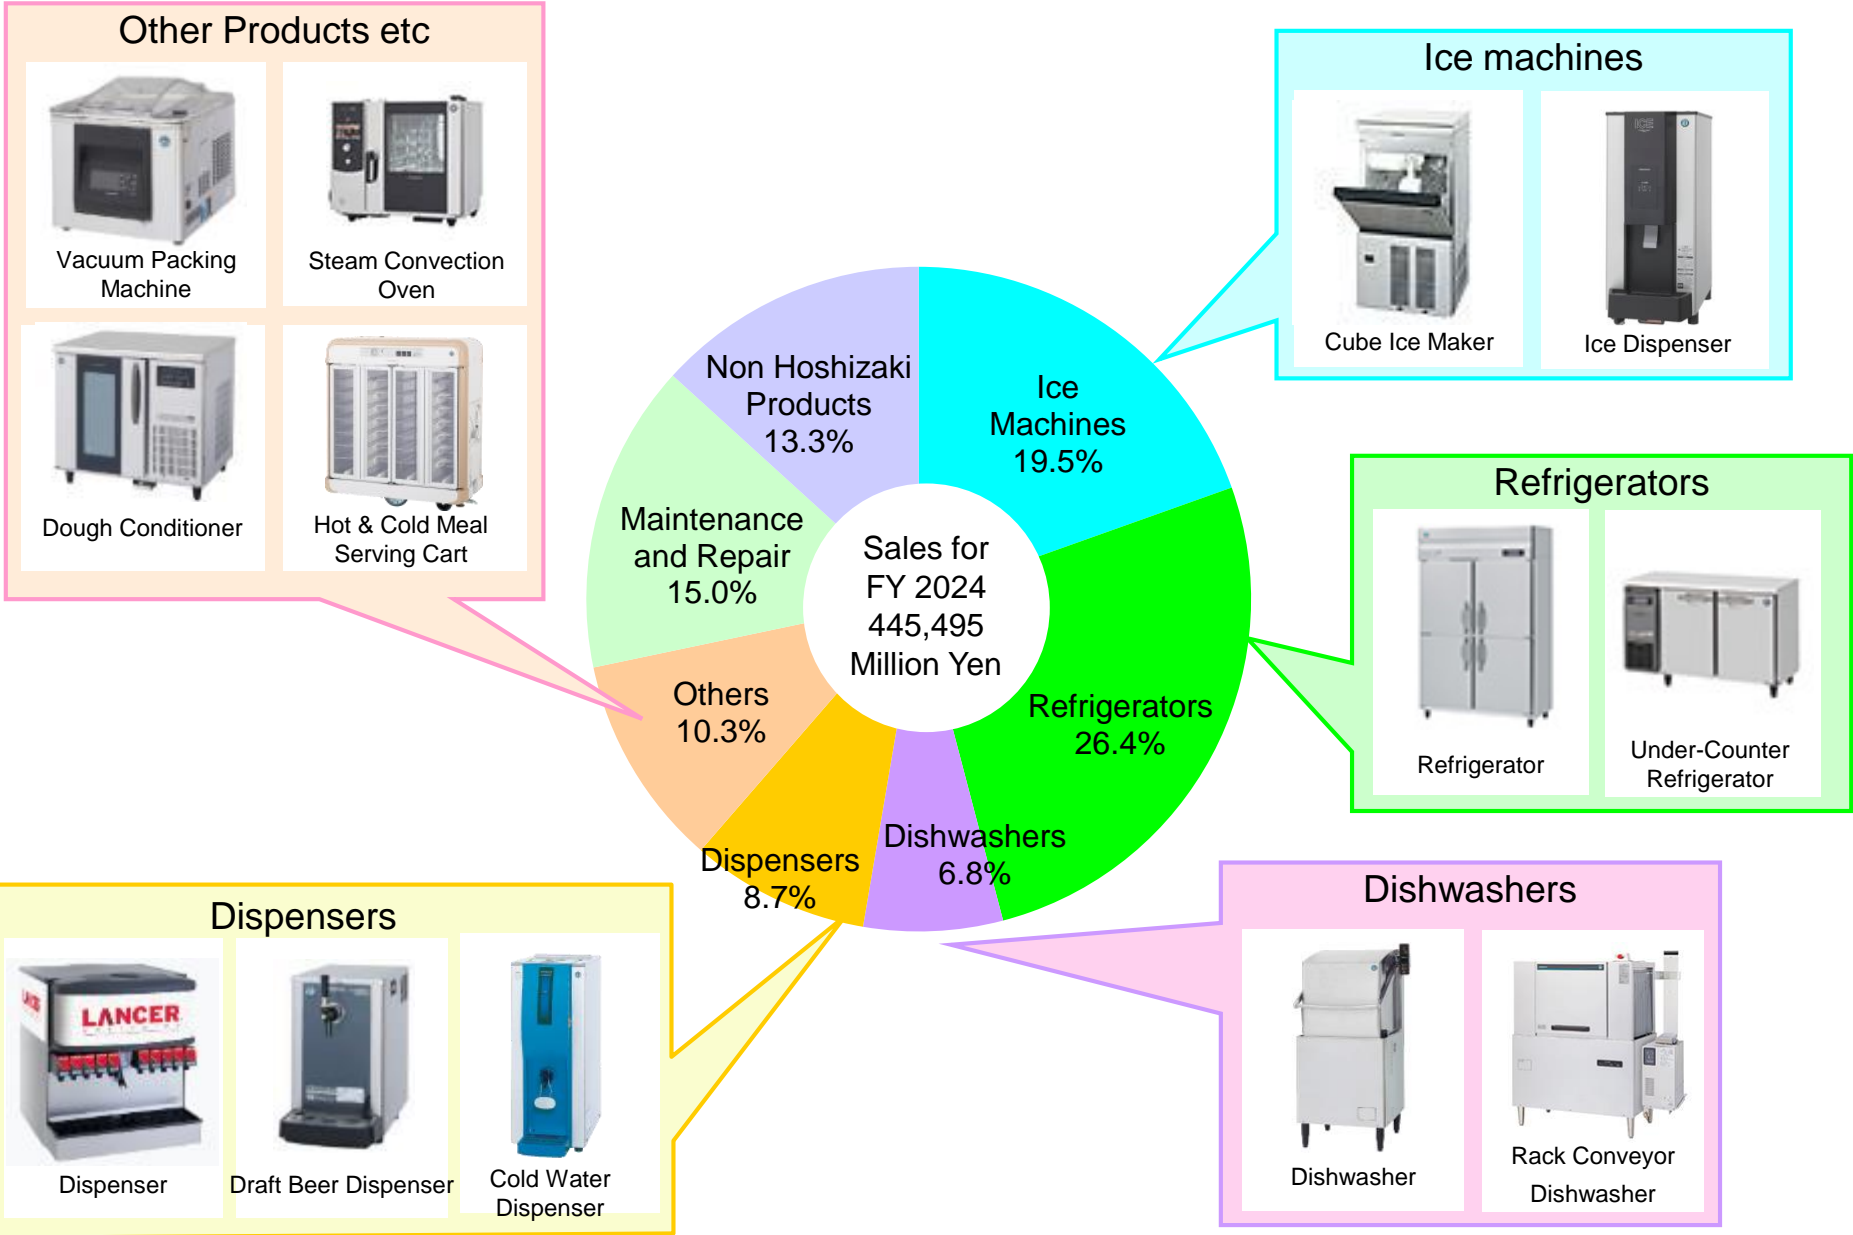 Other Products etc
Vacuum Packing
Machine
Steam Convection
Oven
Dough Conditioner
Hot & Cold Meal
Serving Cart
Ice machines
ICE
Cube Ice Maker
Ice Dispenser
Non Hoshizaki
Products
13.3%
Ice
Machines
19.5%
Maintenance
and Repair
15.0%
Sales for
FY 2024
445,495
Million Yen
Others
10.3%
Refrigerators
26.4%
Dispensers
8.7%
Dishwashers
6.8%
Refrigerators
Refrigerator
Under-Counter
Refrigerator
Dispensers
LANCER
Dispenser
Draft Beer Dispenser
Cold Water
Dispenser
Dishwashers
Dishwasher
Rack Conveyor
Dishwasher